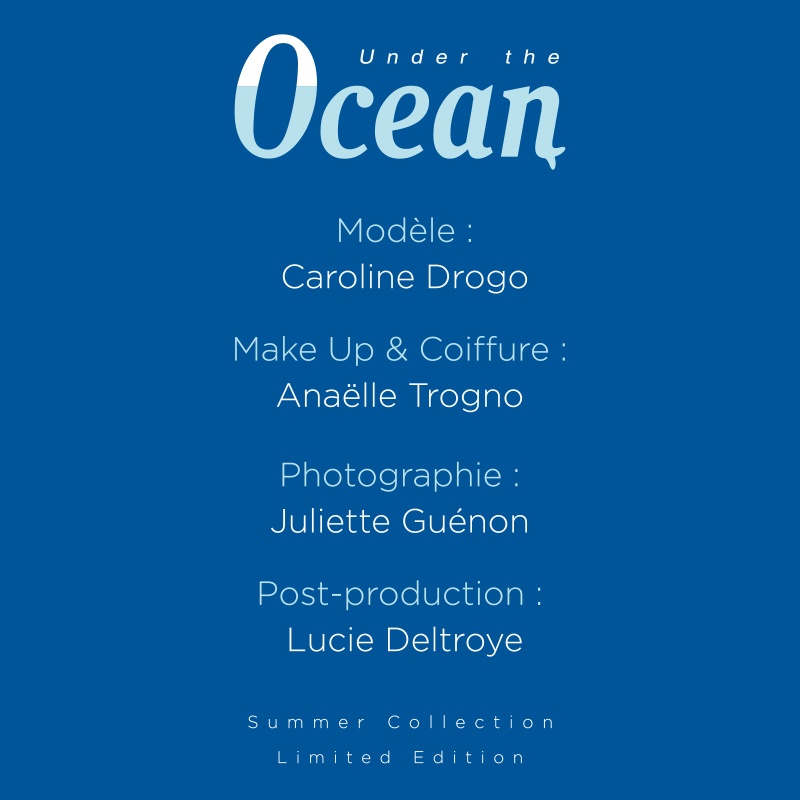 Under the
Ocean
Modèle :
Caroline Drogo
Make Up & Coiffure :
Anaëlle Trogno
Photographie :
Juliette Guénon
Post-production :
Lucie Deltroye
Summer Collection
Limited Edition